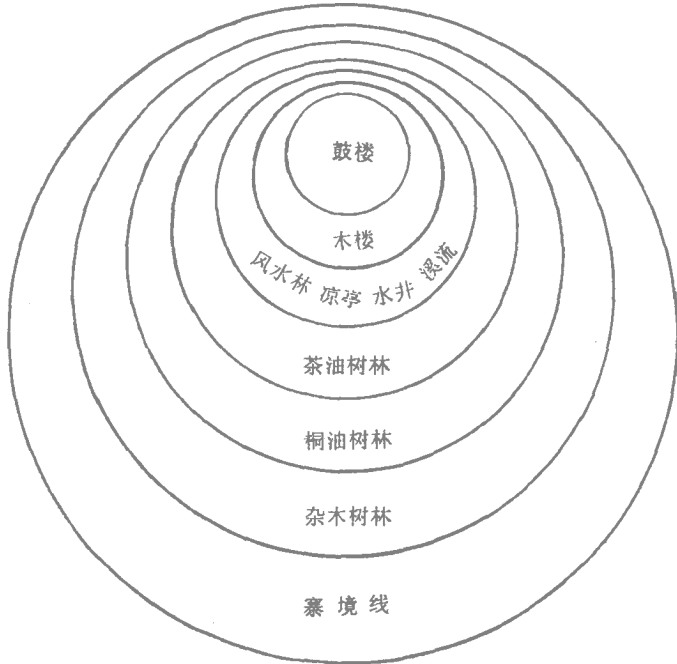 鼓楼
木楼
风水林 凉亭 水井 溪流
茶油树林
桐油树林
杂木树林
寨境线